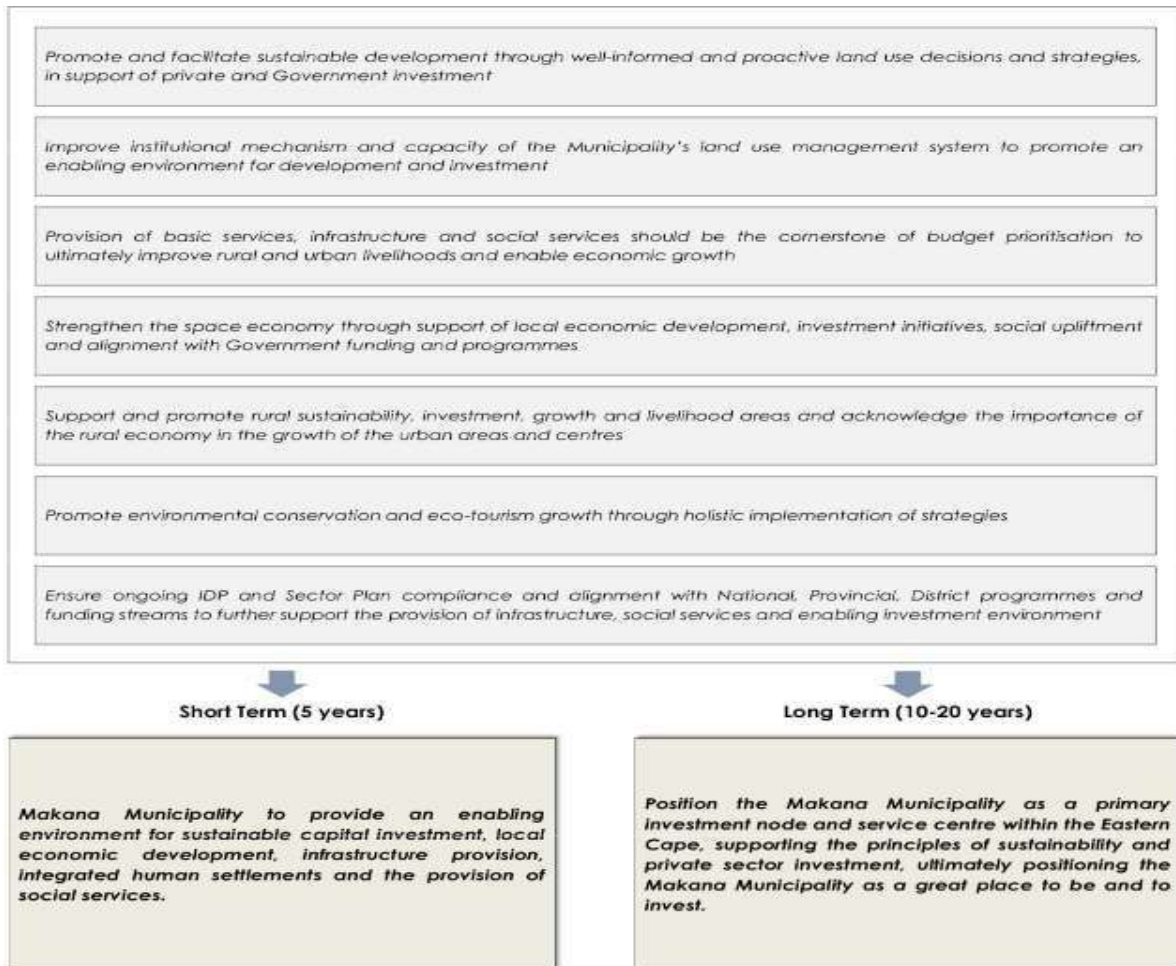 Promote and facilitate sustainable development through well-informed and proactive land use decisions and strategies,
in support of private and Government investment
Improve institutional mechanism and capacity of the Municipality's land use management system to promote an
enabling environment for development and investment
Provision of basic services, infrastructure and social services should be the cornerstone of budget prioritisation to
ultimately improve rural and urban livelihoods and enable economic growth
Strengthen the space economy through support of local economic development, investment initiatives, social upliftment
and alignment with Government funding and programmes
Support and promote rural sustainability, investment, growth and livelihood areas and acknowledge the importance of
the rural economy in the growth of the urban areas and centres
Promote environmental conservation and eco-tourism growth through holistic implementation of strategies
Ensure ongoing IDP and Sector Plan compliance and alignment with National, Provincial, District programmes and
funding streams to further support the provision of infrastructure, social services and enabling investment environment
Short Term (5 years)
Makana Municipality to provide an
enabling environment for sustainable capital investment, local
economic development, infrastructure provision,
integrated human settlements and the provision of
social services.
Long Term (10-20 years)
Position the Makana Municipality as a primary
investment node and service centre within the Eastern
Cape, supporting the principles of sustainability and
private sector investment, ultimately positioning the
Makana Municipality as a great place to be and to
invest.